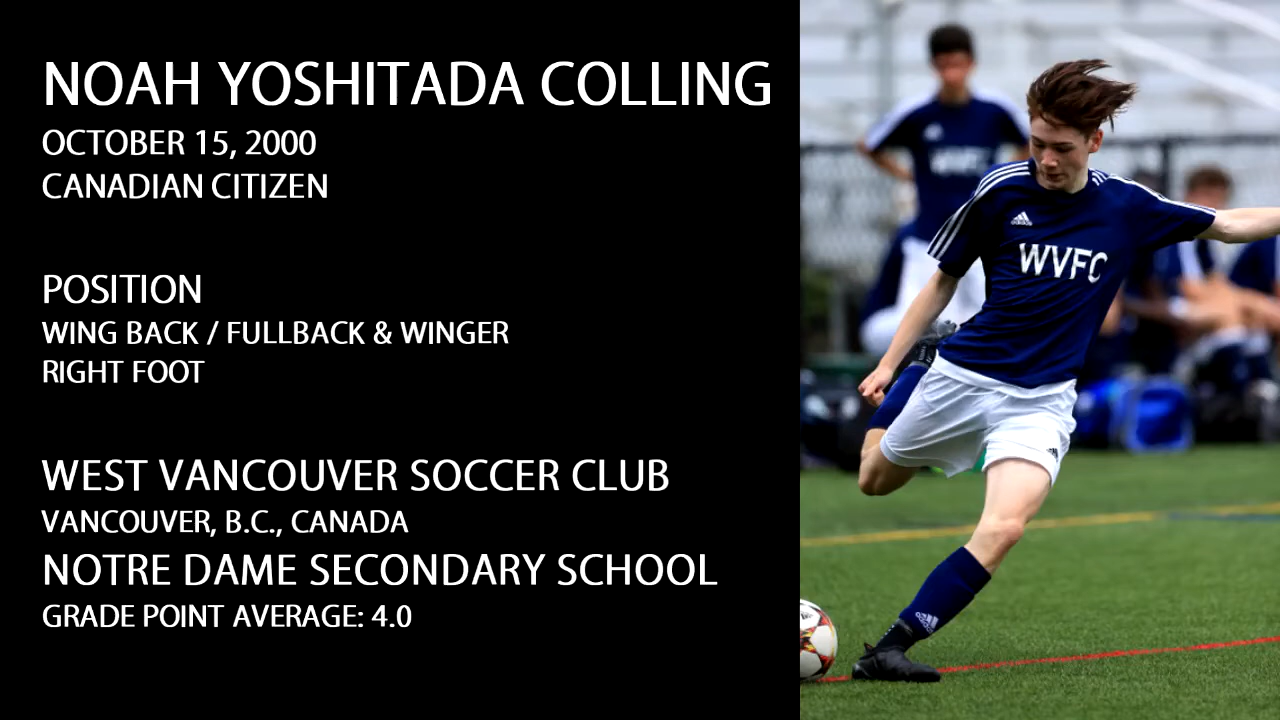 NOAH YOSHITADA COLLING
OCTOBER 15, 2000
CANADIAN CITIZEN
POSITION
WING BACK / FULLBACK & WINGER
RIGHT FOOT
WEST VANCOUVER SOCCER CLUB
VANCOUVER, B.C., CANADA
NOTRE DAME SECONDARY SCHOOL
GRADE POINT AVERAGE: 4.0
WVFC
adidas
WVFC